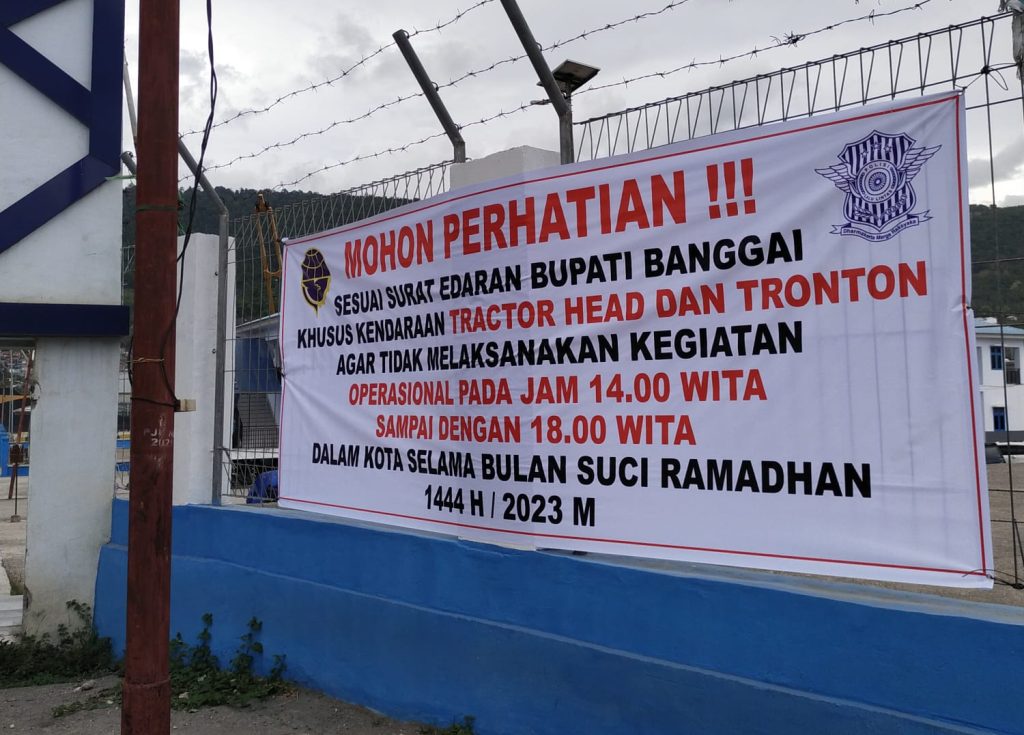 MOHON PERHATIAN !!!
SESUAI SURAT EDARAN BUPATI BANGGAI
KHUSUS KENDARAAN TRACTOR HEAD DAN TRONTON
AGAR TIDAK MELAKSANAKAN KEGIATAN
OPERASIONAL PADA JAM 14.00 WITA
SAMPAI DENGAN 18.00 WITA
DALAM KOTA SELAMA BULAN SUCI RAMADHAN
1444 H / 2023 M